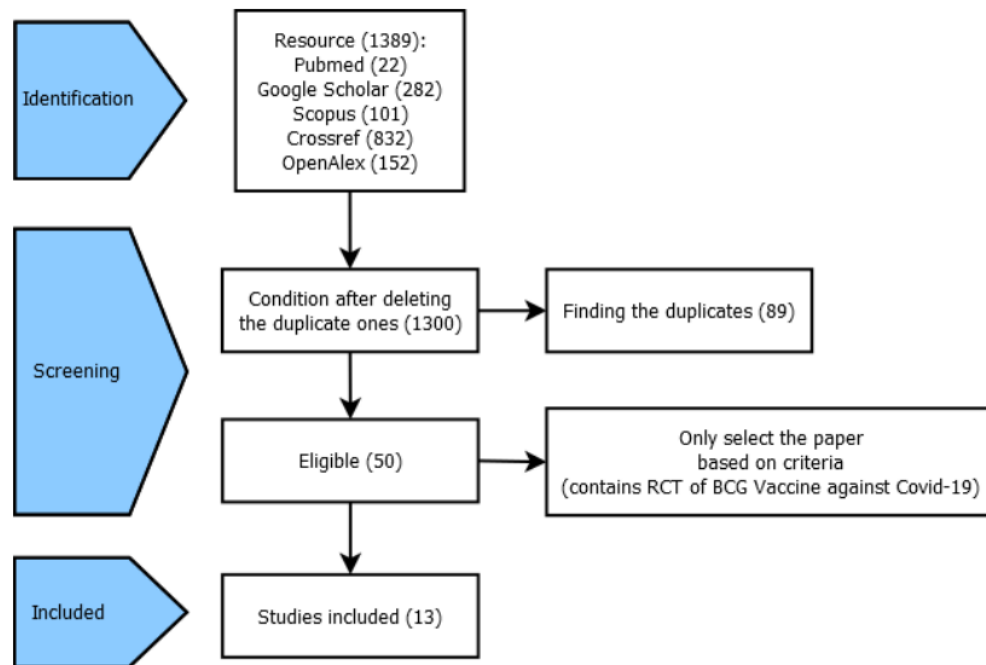 Identification
Resource (1389):
Pubmed (22)
Google Scholar (282)
Scopus (101)
Crossref (832)
OpenAlex (152)
Screening
Condition after deleting
the duplicate ones (1300)
Finding the duplicates (89)
Eligible (50)
Only select the paper
based on criteria
(contains RCT of BCG Vaccine against Covid-19)
Included
Studies included (13)